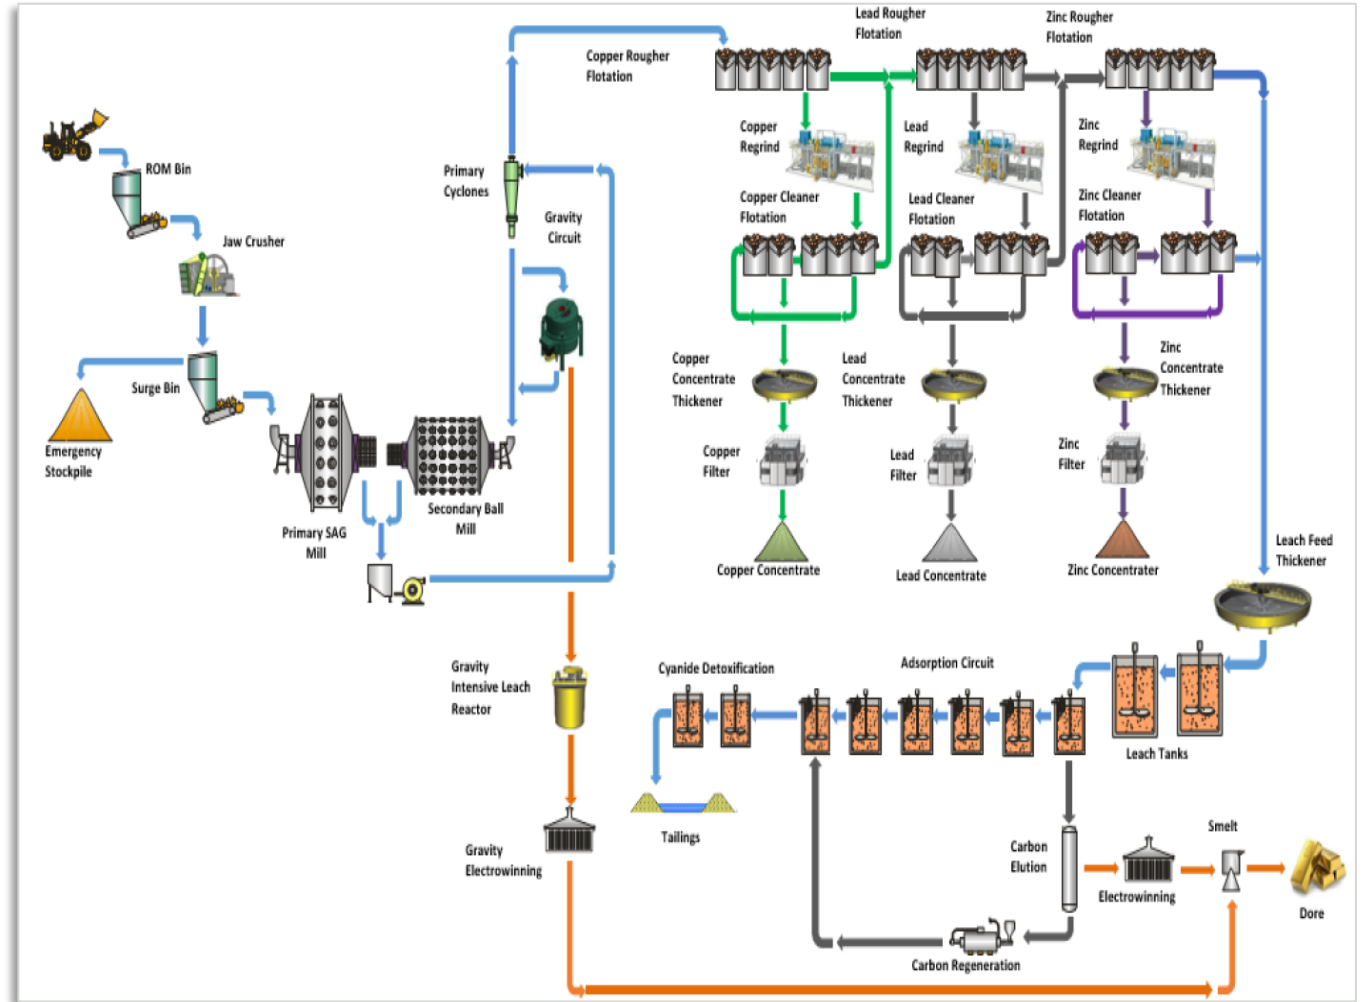 Copper Rougher
Flotation
Lead Rougher
Flotation
Zinc Rougher
Flotation
ROM Bin
Primary
Cyclones
Copper
Regrind
Lead
Regrind
Zinc
Regrind
Jaw Crusher
Gravity
Circuit
Copper Cleaner
Flotation
Lead Cleaner
Flotation
Zinc Cleaner
Flotation
Surge Bin
Emergency
Stockpile
Copper
Concentrate
Thickener
Lead
Concentrate
Thickener
Zinc
Concentrate
Thickener
Copper
Filter
Lead
Filter
Zinc
Filter
Primary SAG
Mill
Secondary Ball
Mill
Copper Concentrate
Lead Concentrate
Zinc Concentrater
Leach Feed
Thickener
Gravity
Intensive Leach
Reactor
Cyanide Detoxification
Adsorption Circuit
Leach Tanks
Tailings
Gravity
Electrowinning
Carbon
Elution
Electrowinning
Smelt
Dore
Carbon Regeneration